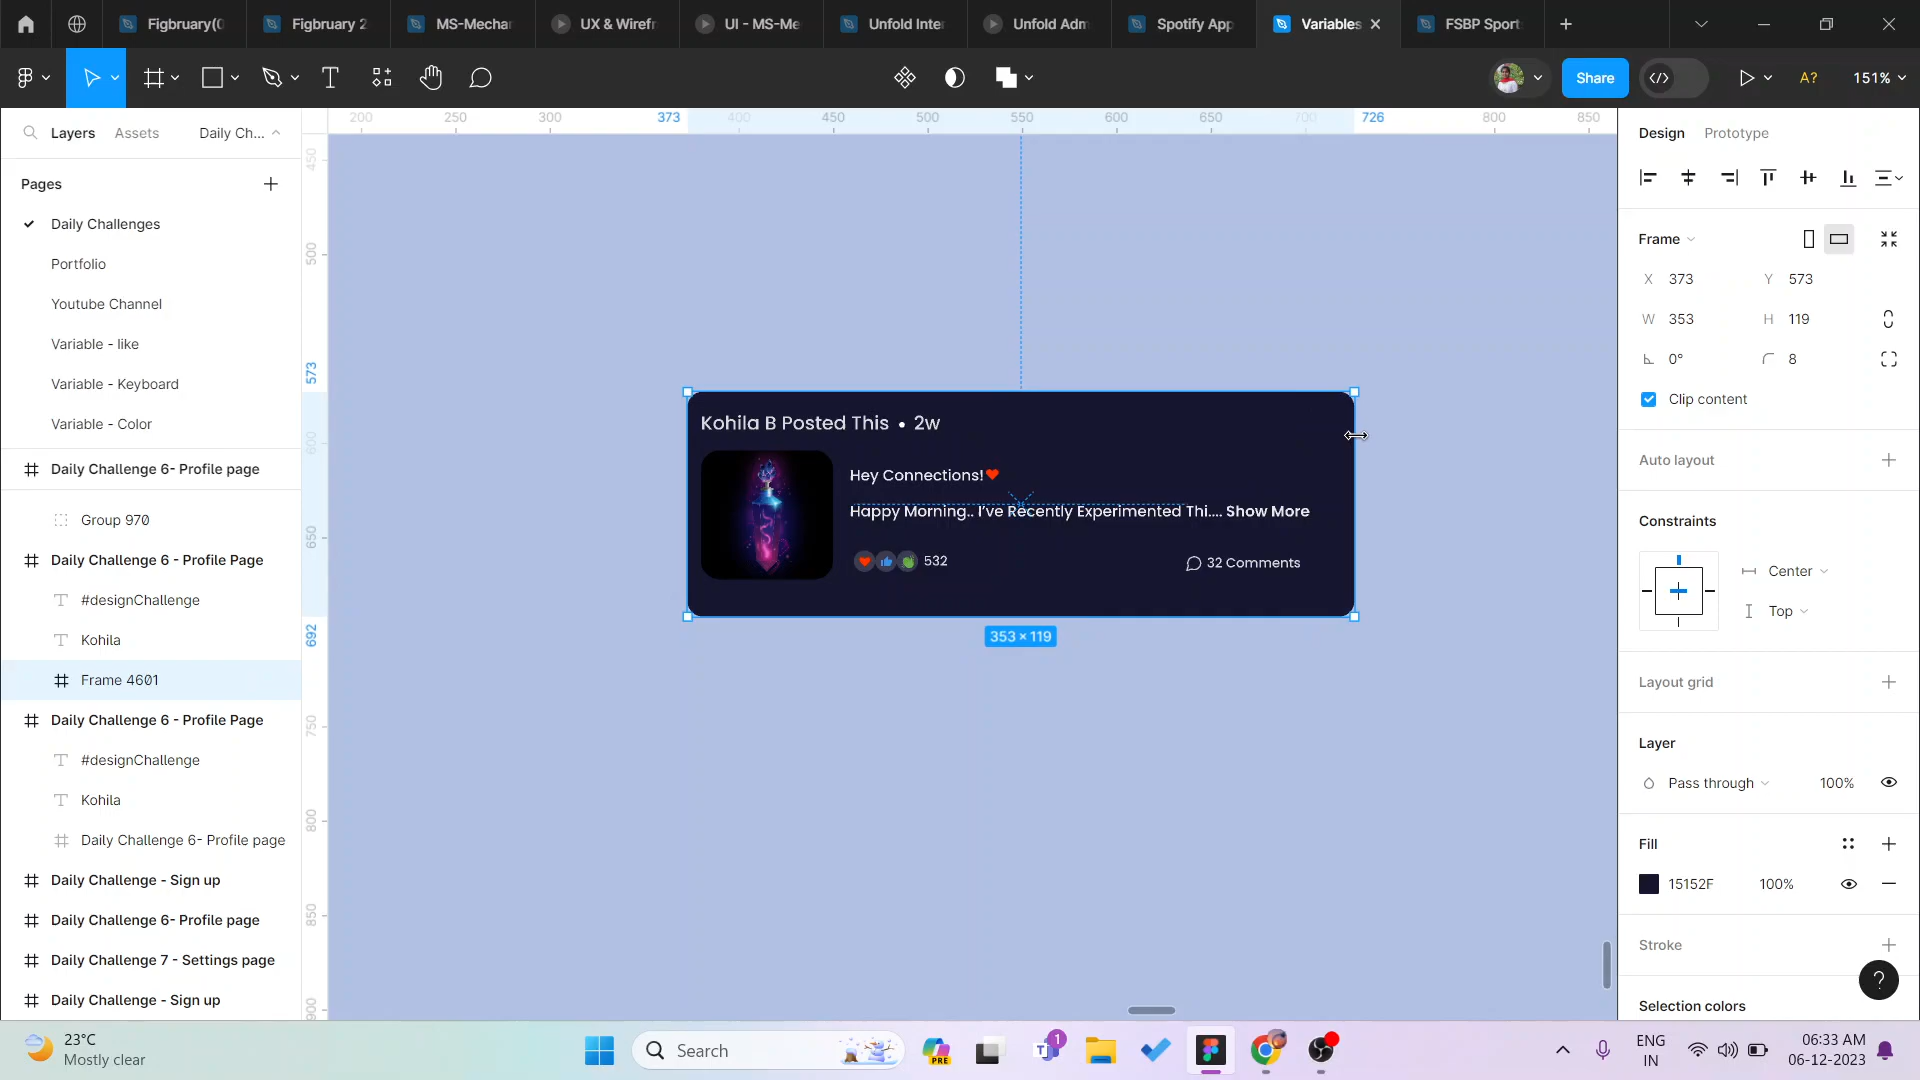 Figbruary(0
Figbruary 2
MS-Mechar
UX & Wirefr
UI - MS-Me
Unfold Inter
Unfold Adm
Spotify App
Variables
FSBP Sport
Share
A?
151%
Layers
Assets
Daily Ch...
200
250
300
373
400
450
500
550
600
650
700
726
800
850
Design
Prototype
Pages
Daily Challenges
Portfolio
Youtube Channel
Variable - like
Variable - Keyboard
Variable - Color
Daily Challenge 6- Profile page
Group 970
Daily Challenge 6 - Profile Page
#designChallenge
Kohila
Frame 4601
Daily Challenge 6 - Profile Page
#designChallenge
Kohila
Daily Challenge 6- Profile page
Daily Challenge - Sign up
Daily Challenge 6- Profile page
Daily Challenge 7 - Settings page
Daily Challenge - Sign up
450
500
573
600
650
692
750
800
850
900
Kohila B Posted This • 2w
Hey Connections!
Happy Morning.. I've Recently Experimented Thi.... Show More
532
32 Comments
353 × 119
Frame
X 373
Y 573
W 353
H 119
0°
8
Clip content
Auto layout
Constraints
Center
Top
Layout grid
Layer
Pass through
100%
Fill
15152F
100%
Stroke
?
Selection colors
23°C
Mostly clear
Search
PRE
1
ENG
IN
06:33 AM
06-12-2023